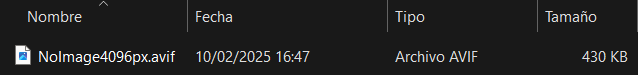 Nombre Fecha Tipo Tamaño
NoImage4096px.avif 10/02/2025 16:47 Archivo AVIF 430 KB